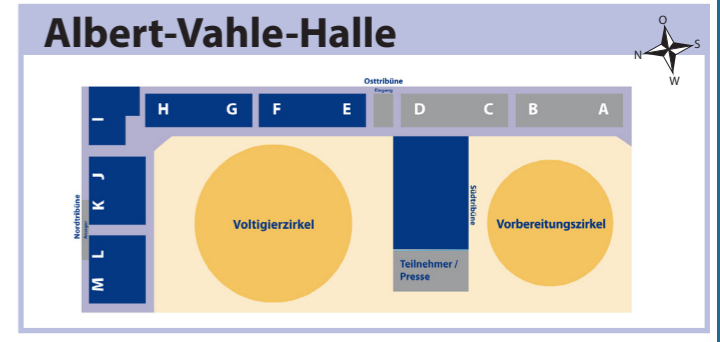 Albert-Vahle-Halle
O
N
S
W
Osttribüne
Eingang
H
G
F
E
D
C
B
A
I
J
K
L
M
Nordtribüne
Voltigierzirkel
Südtribüne
Vorbereitungszirkel
Teilnehmer /
Presse